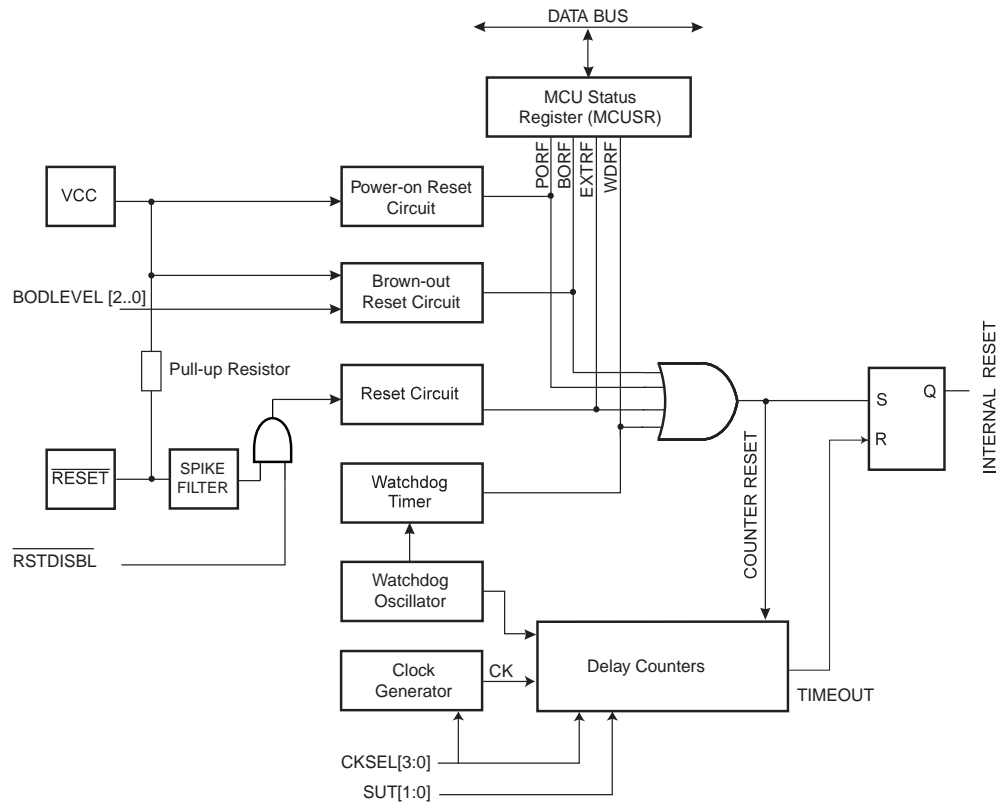 DATA BUS
MCU Status
Register (MCUSR)
PORF
BORF
EXTRF
WDRF
VCC
Power-on Reset
Circuit
Brown-out
Reset Circuit
BODLEVEL [2..0]
Pull-up Resistor
Reset Circuit
S
Q
R
INTERNAL RESET
RESET
SPIKE
FILTER
Watchdog
Timer
COUNTER RESET
RSTDISBL
Watchdog
Oscillator
Clock
Generator
CK
Delay Counters
TIMEOUT
CKSEL[3:0]
SUT[1:0]